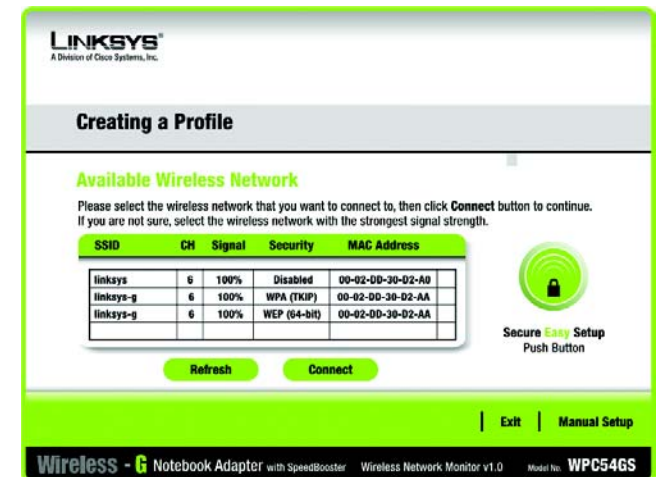 LINKSYS®
A Division of Cisco Systems, Inc.
Creating a Profile
Available Wireless Network
Please select the wireless network that you want to connect to, then click Connect button to continue.
If you are not sure, select the wireless network with the strongest signal strength.
SSID CH Signal Security MAC Address
linksys 6 100% Disabled 00-02-DD-30-D2-A0
linksys-g 6 100% WPA (TKIP) 00-02-DD-30-D2-AA
linksys-g 6 100% WEP (64-bit) 00-02-DD-30-D2-AA
Secure Easy Setup
Push Button
Refresh Connect
Exit Manual Setup
Wireless - G Notebook Adapter with SpeedBooster Wireless Network Monitor v1.0 Model No. WPC54GS